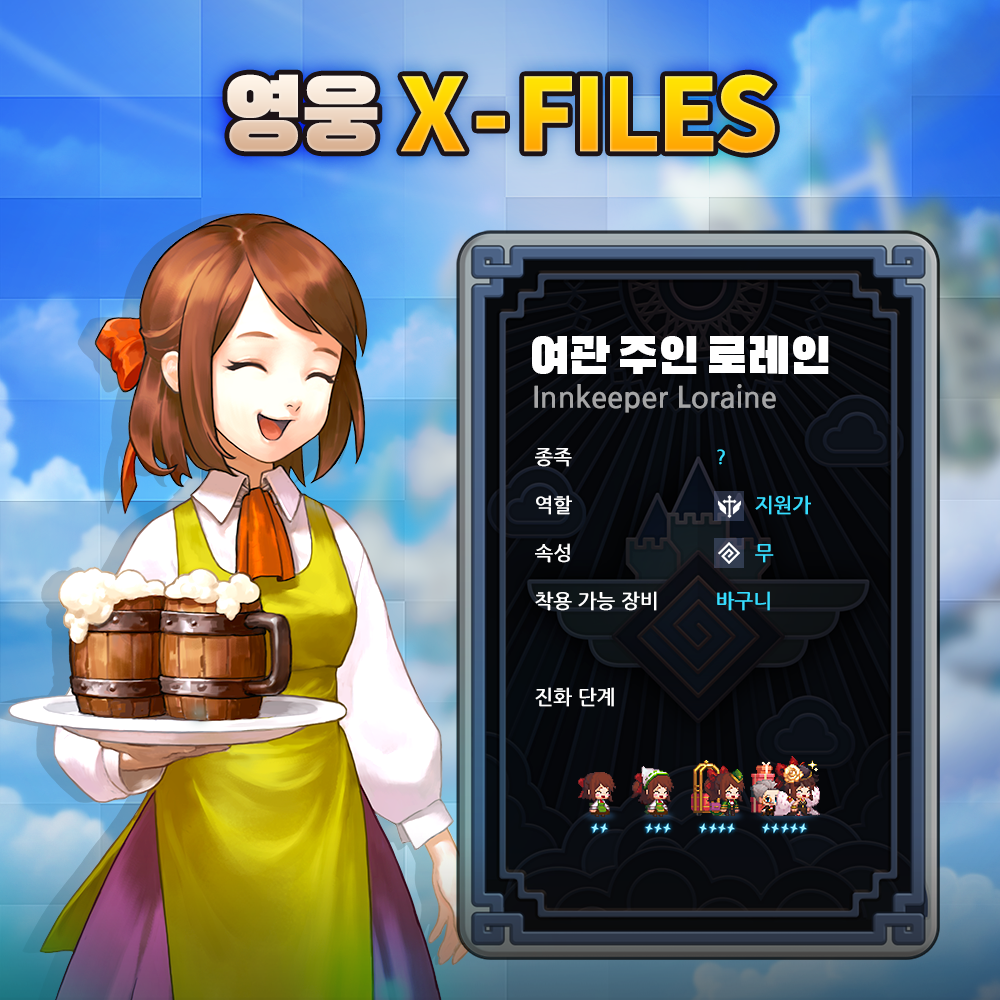 영웅 X-FILES
여관 주인 로레인
Innkeeper Loraine
종족 ?
역할 지원가
속성 무
착용 가능 장비 바구니
진화 단계